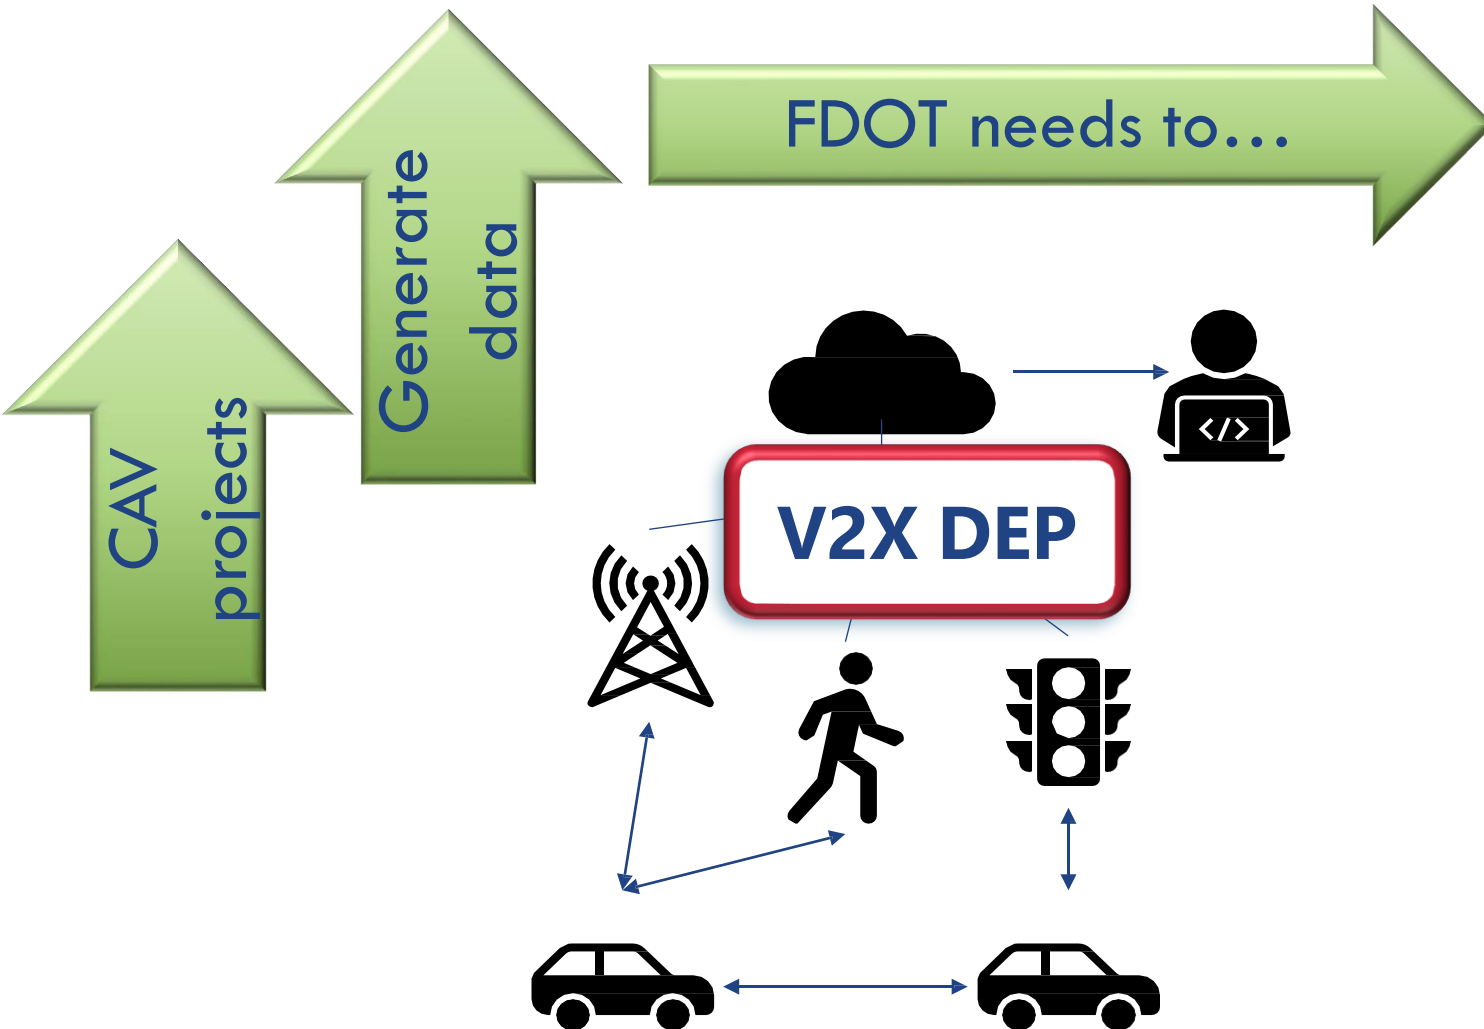 CAV
projects
Generate
data
FDOT needs to...
V2X DEP
</>